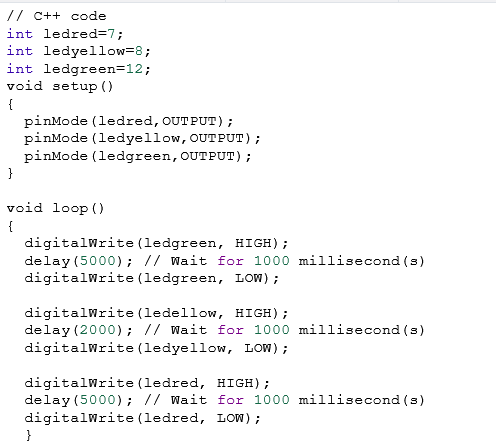 // C++ code
int ledred=7;
int ledyellow=8;
int ledgreen=12;
void setup()
{
  pinMode(ledred,OUTPUT);
  pinMode(ledyellow,OUTPUT);
  pinMode(ledgreen,OUTPUT);
}

void loop()
{
  digitalWrite(ledgreen, HIGH);
  delay(5000); // Wait for 1000 millisecond(s)
  digitalWrite(ledgreen, LOW);

  digitalWrite(ledellow, HIGH);
  delay(2000); // Wait for 1000 millisecond(s)
  digitalWrite(ledyellow, LOW);

  digitalWrite(ledred, HIGH);
  delay(5000); // Wait for 1000 millisecond(s)
  digitalWrite(ledred, LOW);
  }